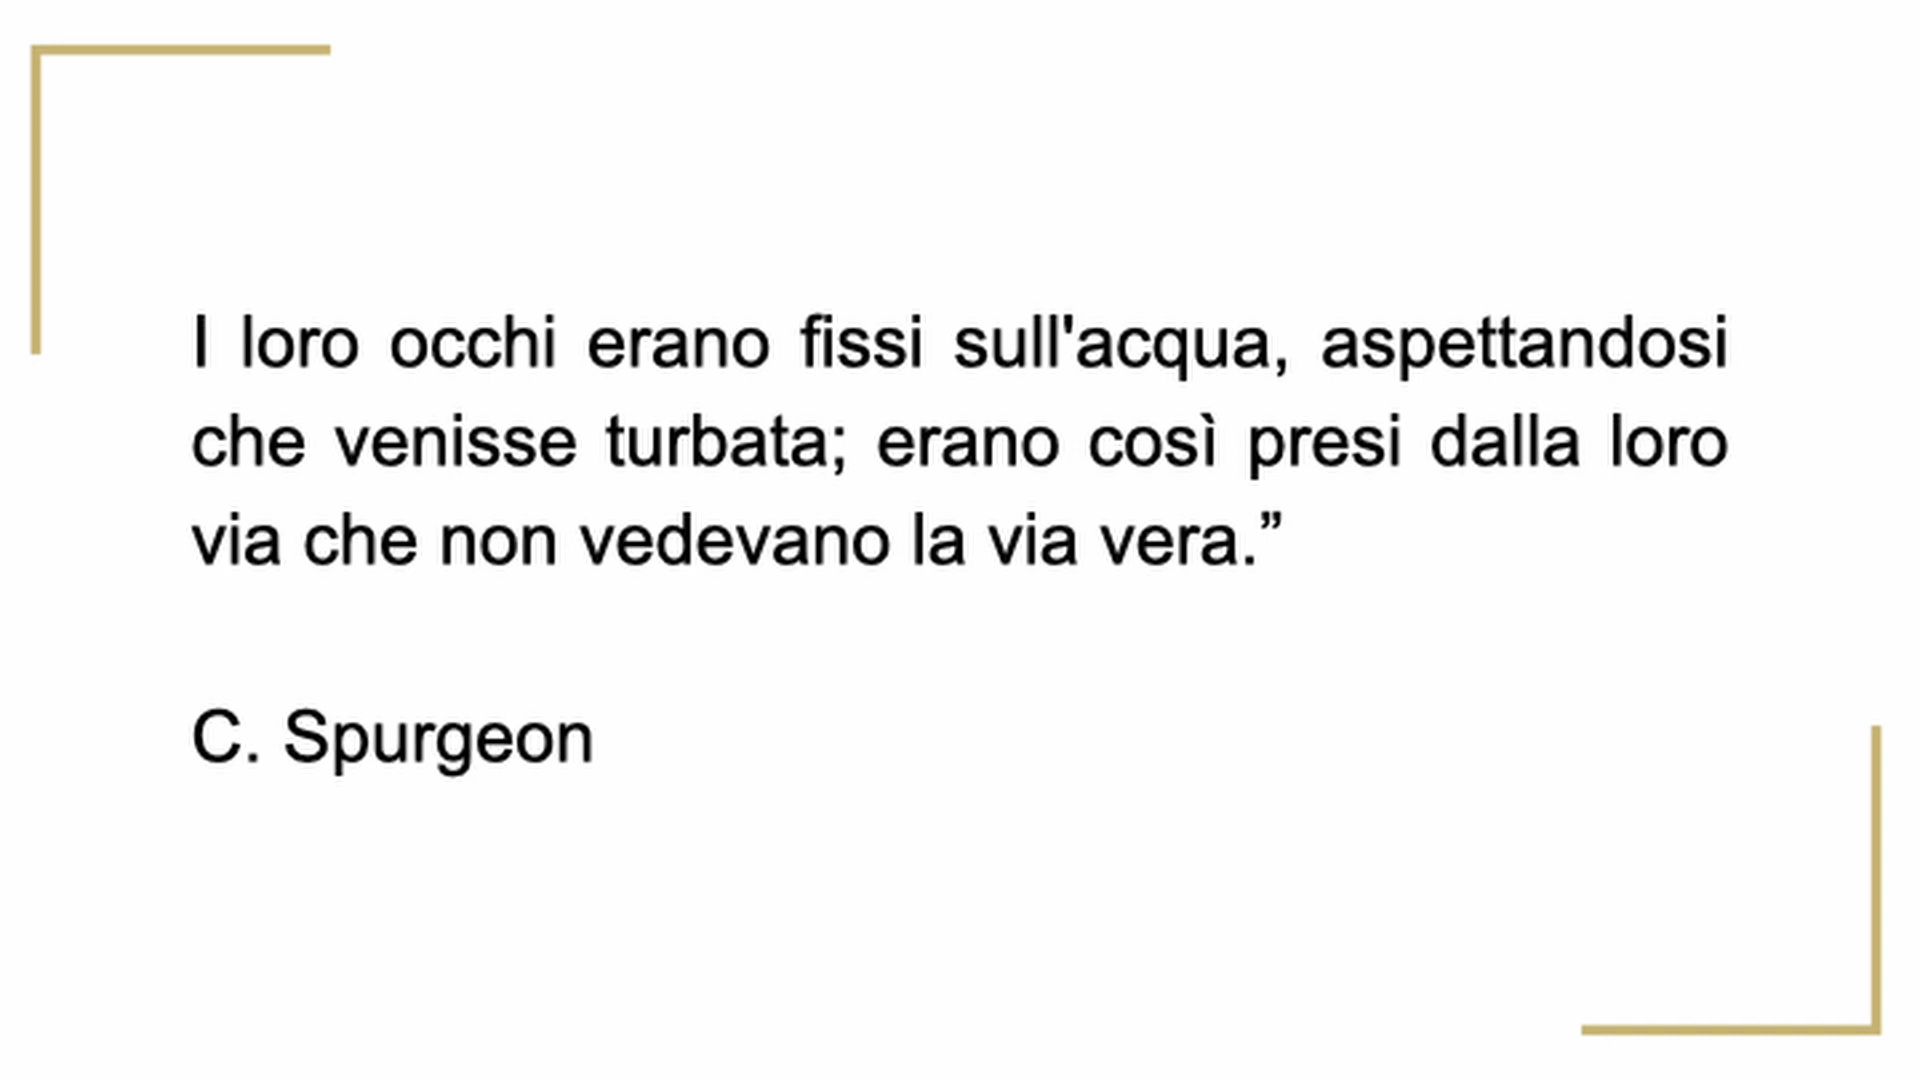 I loro occhi erano fissi sull'acqua, aspettandosi
che venisse turbata; erano così presi dalla loro
via che non vedevano la via vera.”
C. Spurgeon